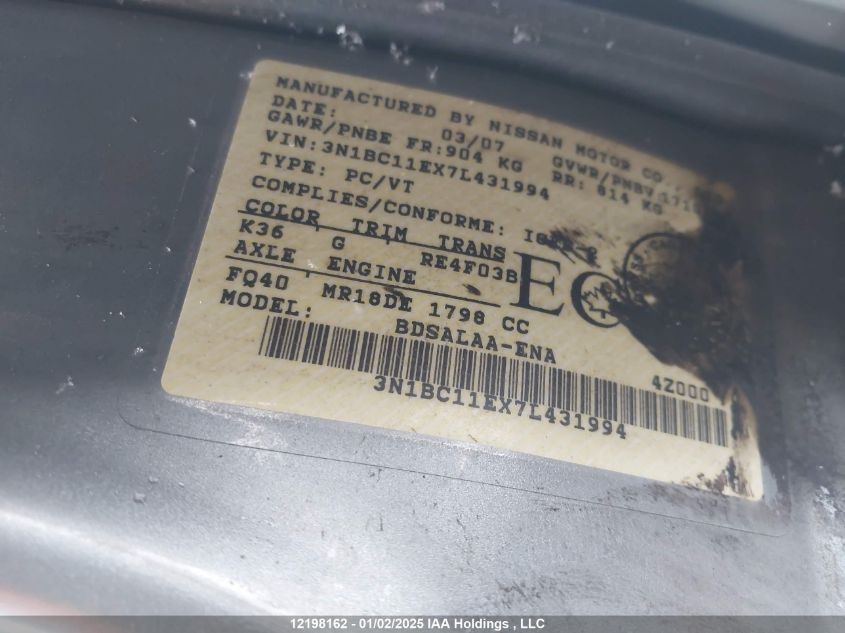 MANUFACTURED BY NISSAN MOTOR CO.
DATE: 03/07 GVWR/PNBV
GAWR/PNBE FR:904 KG RR: 814 KG
VIN:3N1BC11EX7L431994
TYPE: PC/VT
COMPLIES/CONFORME:
COLOR TRIM TRANS
K36 G RE4F03B
AXLE ENGINE
FQ40 MR18DE 1798 CC
MODEL: BDSALAA-ENA
4Z000
3N1BC11EX7L431994
12198162 - 01/02/2025 IAA Holdings , LLC